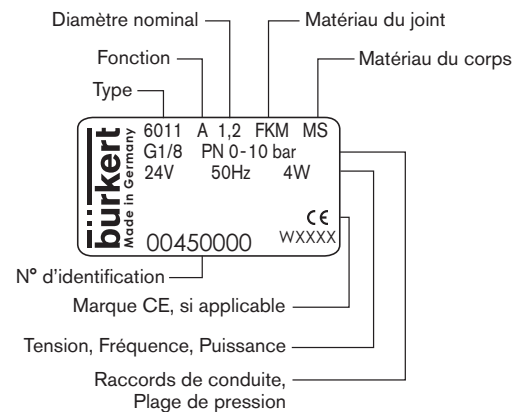 Diamètre nominal
Matériau du joint
Fonction
Matériau du corps
Type
bürkert
Made in Germany
6011 A 1,2 FKM MS
G1/8 PN 0-10 bar
24V 50Hz 4W
CE
00450000 WXXXX
N° d'identification
Marque CE, si applicable
Tension, Fréquence, Puissance
Raccords de conduite,
Plage de pression